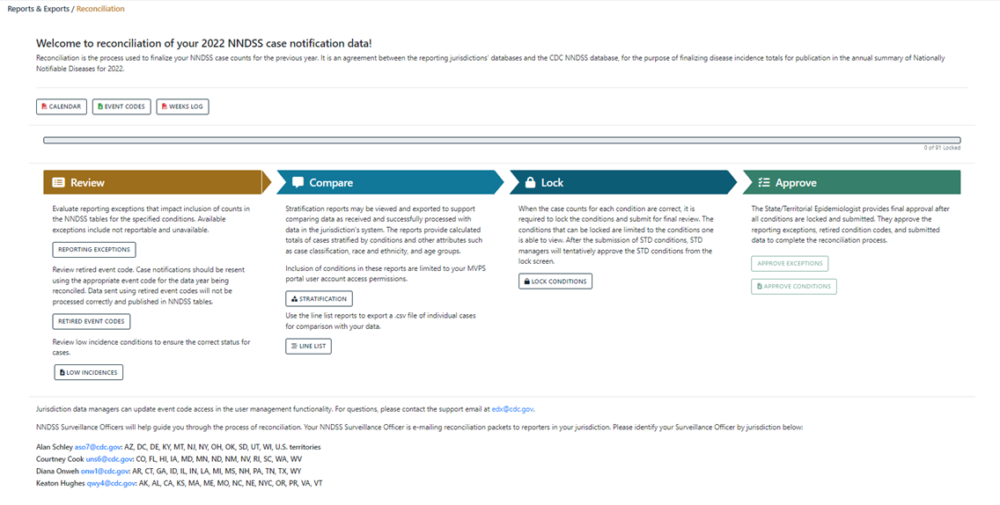 Reports & Exports / Reconciliation
Welcome to reconciliation of your 2022 NNDSS case notification data!
Reconciliation is the process used to finalize your NNDSS case counts for the previous year. It is an agreement between the reporting jurisdictions' databases and the CDC NNDSS database, for the purpose of finalizing disease incidence totals for publication in the annual summary of Nationally
Notifiable Diseases for 2022.
CALENDAR
EVENT CODES
WEEKS LOG
0 of 91 Locked
Review
Evaluate reporting exceptions that impact inclusion of counts in
the NNDSS tables for the specified conditions. Available
exceptions include not reportable and unavailable.
REPORTING EXCEPTIONS
Review retired event code. Case notifications should be resent
using the appropriate event code for the data year being
reconciled. Data sent using retired event codes will not be
processed correctly and published in NNDSS tables.
RETIRED EVENT CODES
Review low incidence conditions to ensure the correct status for
cases.
LOW INCIDENCES
Compare
Stratification reports may be viewed and exported to support
comparing data as received and successfully processed with
data in the jurisdiction's system. The reports provide calculated
totals of cases stratified by conditions and other attributes such
as case classification, race and ethnicity, and age groups.
Inclusion of conditions in these reports are limited to your MVPS
portal user account access permissions.
STRATIFICATION
Use the line list reports to export a .csv file of individual cases
for comparison with your data.
LINE LIST
Lock
When the case counts for each condition are correct, it is
required to lock the conditions and submit for final review. The
conditions that can be locked are limited to the conditions one
is able to view. After the submission of STD conditions, STD
managers will tentatively approve the STD conditions from the
lock screen.
LOCK CONDITIONS
Approve
The State/Territorial Epidemiologist provides final approval after
all conditions are locked and submitted. They approve the
reporting exceptions, retired condition codes, and submitted
data to complete the reconciliation process.
APPROVE EXCEPTIONS
APPROVE CONDITIONS
Jurisdiction data managers can update event code access in the user management functionality. For questions, please contact the support email at edx@cdc.gov.
NNDSS Surveillance Officers will help guide you through the process of reconciliation. Your NNDSS Surveillance Officer is e-mailing reconciliation packets to reporters in your jurisdiction. Please identify your Surveillance Officer by jurisdiction below:
Alan Schley aso7@cdc.gov: AZ, DC, DE, KY, MT, NJ, NY, OH, OK, SD, UT, WI, U.S. territories
Courtney Cook uns6@cdc.gov: CO, FL, HI, IA, MD, MN, ND, NM, NV, RI, SC, WA, WV
Diana Onweh onw1@cdc.gov: AR, CT, GA, ID, IL, IN, LA, MI, MS, NH, PA, TN, TX, WY
Keaton Hughes qwy4@cdc.gov: AK, AL, CA, KS, MA, ME, MO, NC, NE, NYC, OR, PR, VA, VT